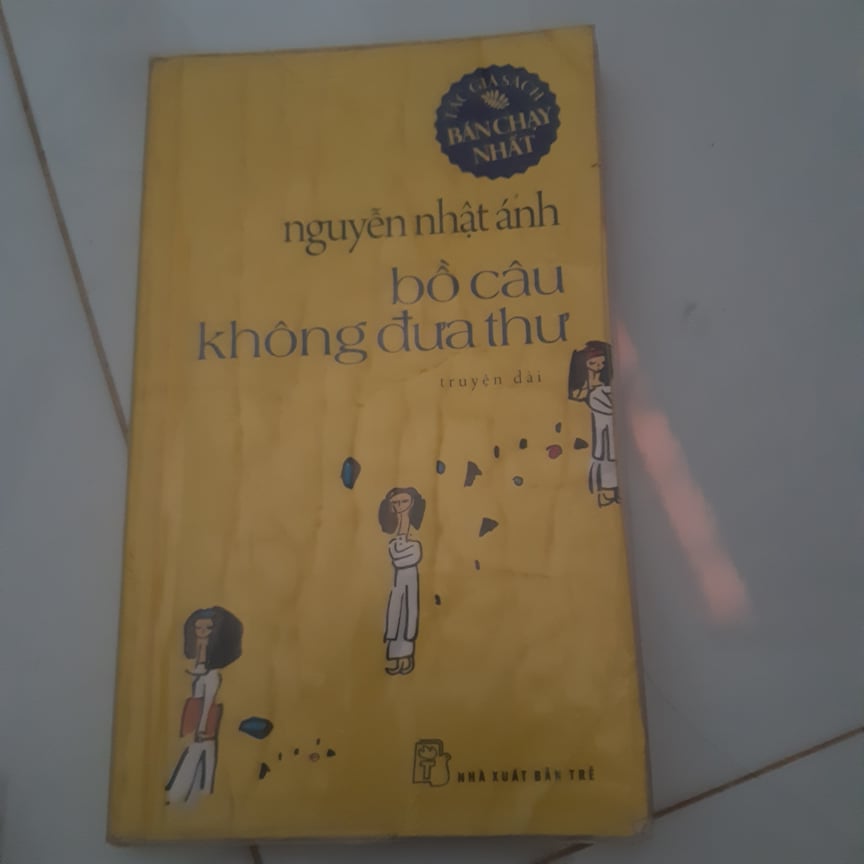 TÁC GIẢ SÁCH
BÁN CHẠY
NHẤT
nguyễn nhật ánh
bồ câu
không đưa thư
truyện dài
NHÀ XUẤT BẢN TRẺ